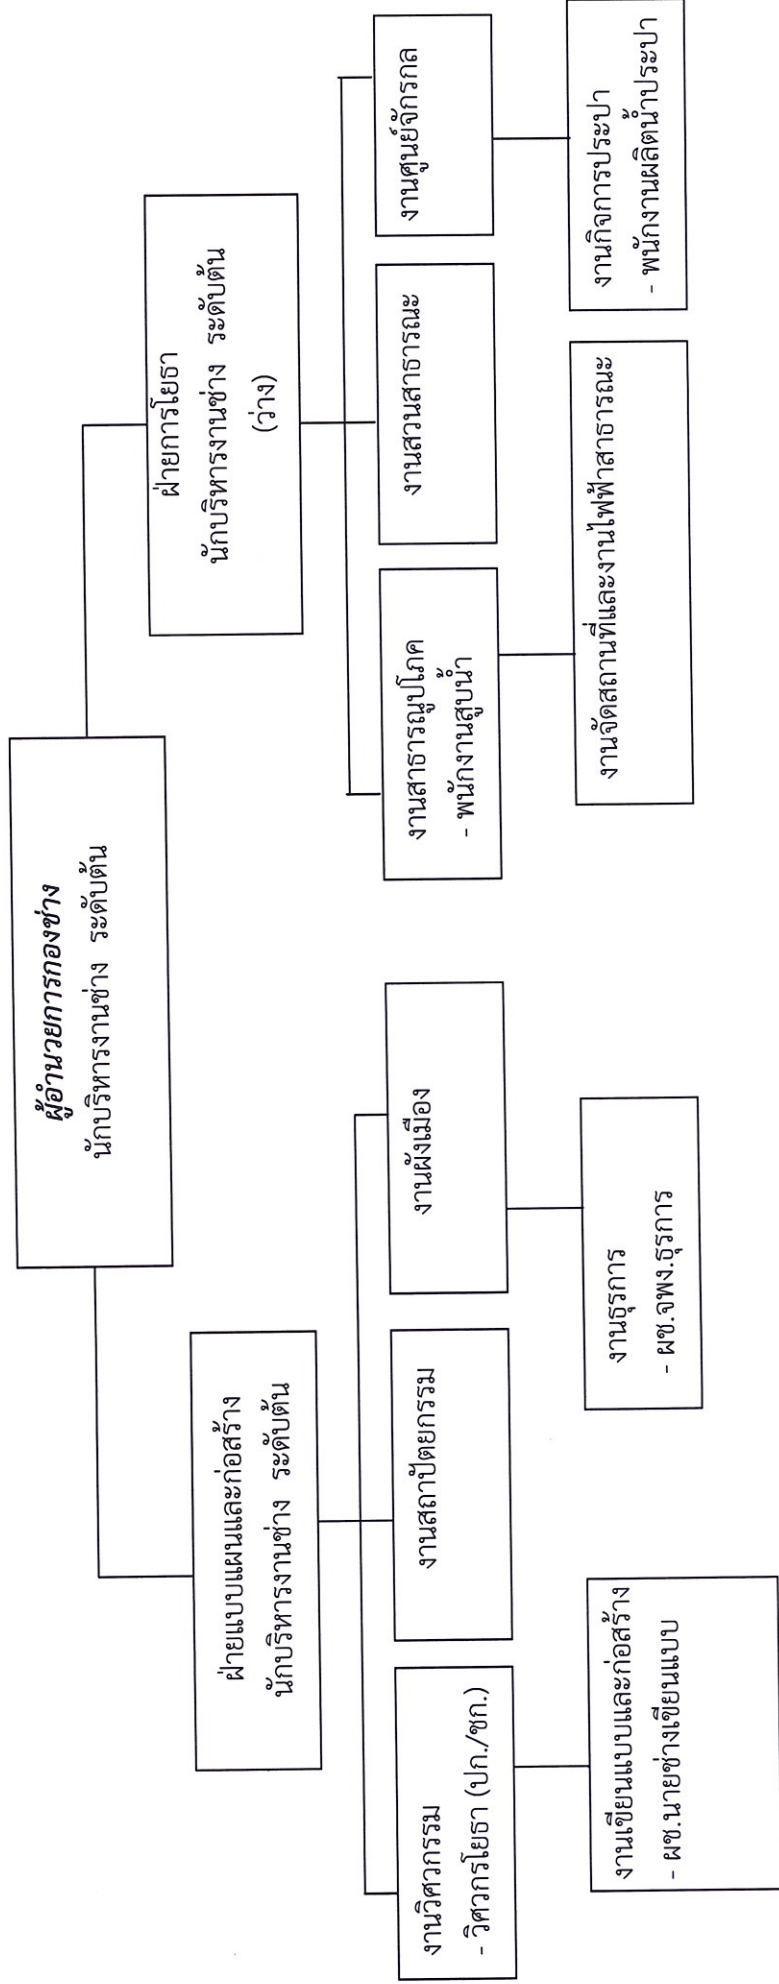 ผู้อำนวยการกองช่าง
นักบริหารงานช่าง ระดับต้น
ฝ่ายแบบแผนและก่อสร้าง
นักบริหารงานช่าง ระดับต้น
ฝ่ายการโยธา
นักบริหารงานช่าง ระดับต้น
(ว่าง)
งานวิศวกรรม
- วิศวกรโยธา (ปก./ชก.)
งานสถาปัตยกรรม
งานผังเมือง
งานสาธารณูปโภค
- พนักงานสูบน้ำ
งานสวนสาธารณะ
งานศูนย์จักรกล
งานเขียนแบบและก่อสร้าง
- ผช.นายช่างเขียนแบบ
งานธุรการ
- ผช.จพง.ธุรการ
งานจัดสถานที่และงานไฟฟ้าสาธารณะ
งานกิจการประปา
- พนักงานผลิตน้ำประปา